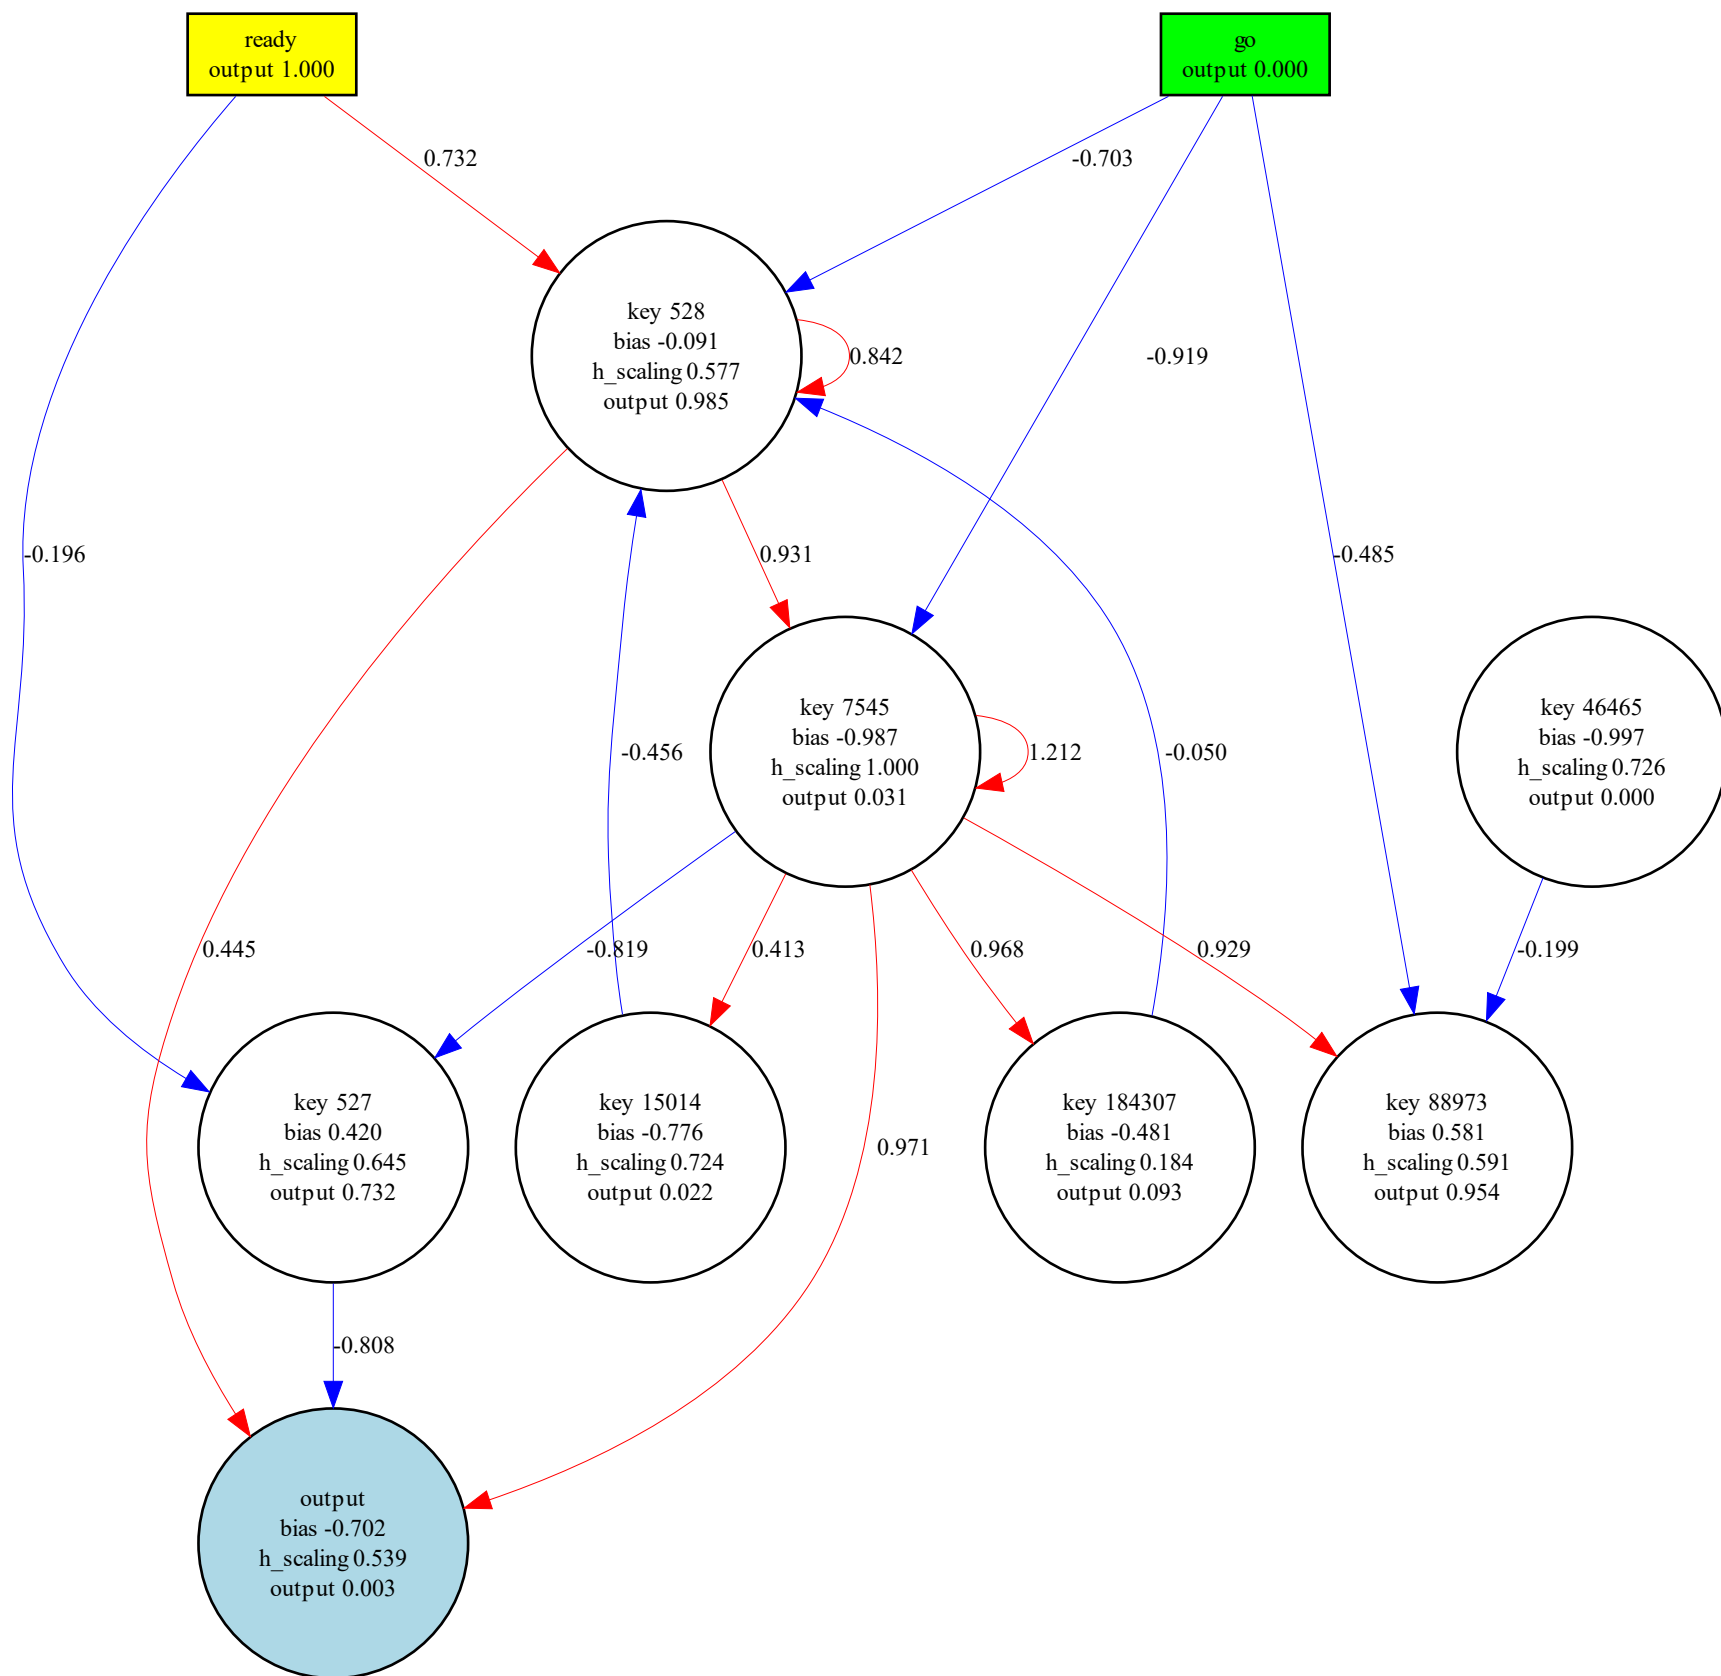 ready
output 1.000
go
output 0.000
0.732
-0.703
key 528
bias -0.091
h_scaling 0.577
output 0.985
0.842
-0.919
-0.196
0.931
-0.485
key 7545
bias -0.987
h_scaling 1.000
output 0.031
1.212
-0.456
-0.050
key 46465
bias -0.997
h_scaling 0.726
output 0.000
0.445
-0.819
0.413
0.968
0.929
-0.199
key 527
bias 0.420
h_scaling 0.645
output 0.732
key 15014
bias -0.776
h_scaling 0.724
output 0.022
0.971
key 184307
bias -0.481
h_scaling 0.184
output 0.093
key 88973
bias 0.581
h_scaling 0.591
output 0.954
-0.808
output
bias -0.702
h_scaling 0.539
output 0.003